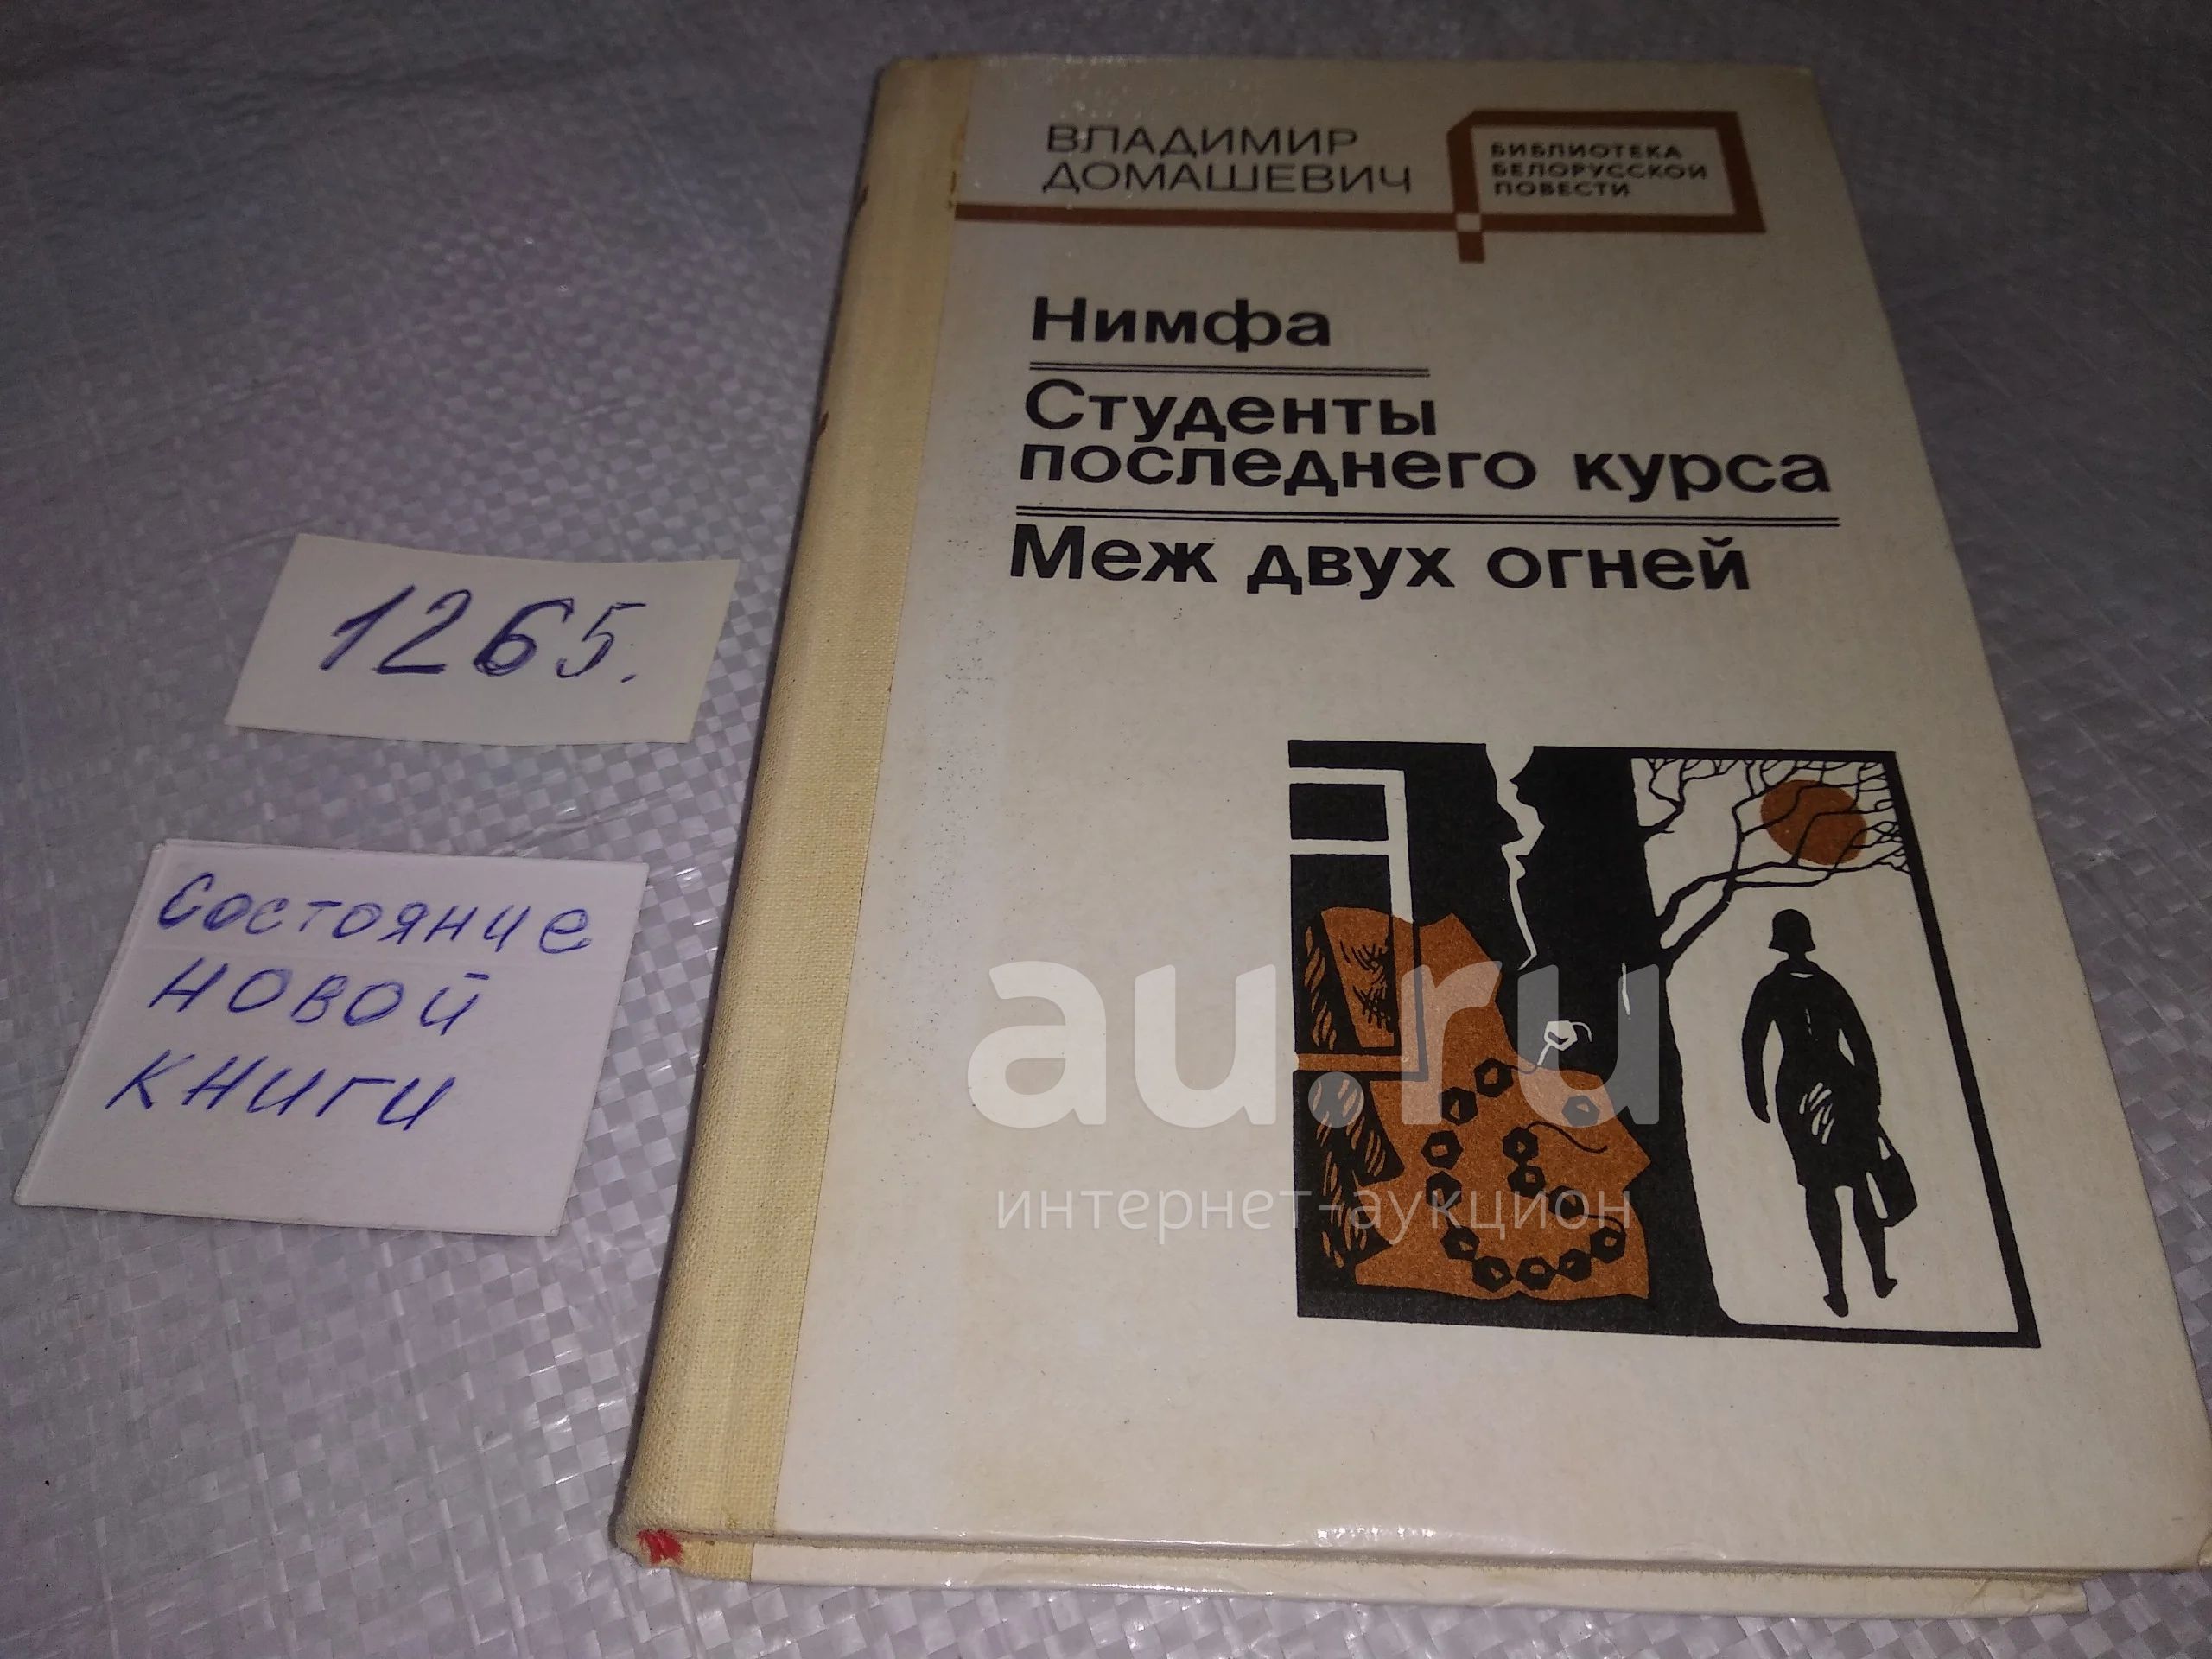 ВЛАДИМИР
ДОМАШЕВИЧ
БИБЛИОТЕКА
БЕЛОРУССКОЙ
ПОВЕСТИ
Нимфа
Студенты
последнего курса
Меж двух огней
1265.
Состояние
новой
книги
au.ru
интернет-аукцион